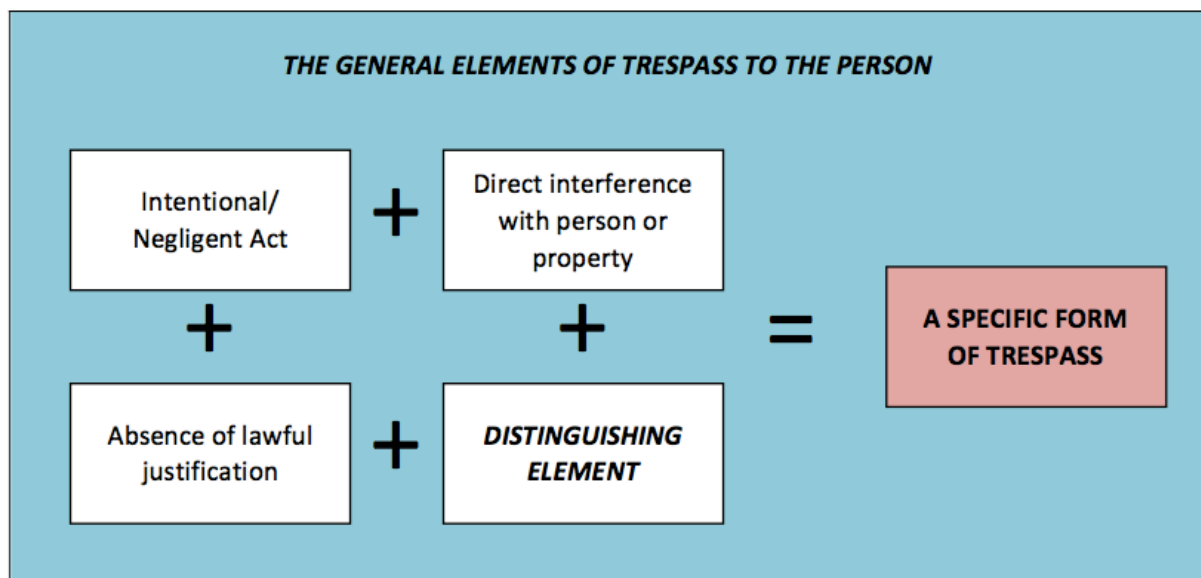 THE GENERAL ELEMENTS OF TRESPASS TO THE PERSON
Intentional/
Negligent Act
+
Direct interference
with person or
property
+
+
=
A SPECIFIC FORM
OF TRESPASS
Absence of lawful
justification
+
DISTINGUISHING
ELEMENT